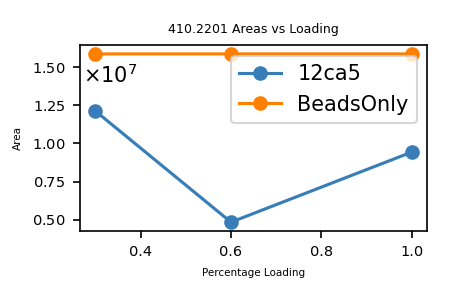 410.2201 Areas vs Loading
1.50
×10⁷
1.25
1.00
0.75
0.50
Area
12ca5
BeadsOnly
0.4 0.6 0.8 1.0
Percentage Loading